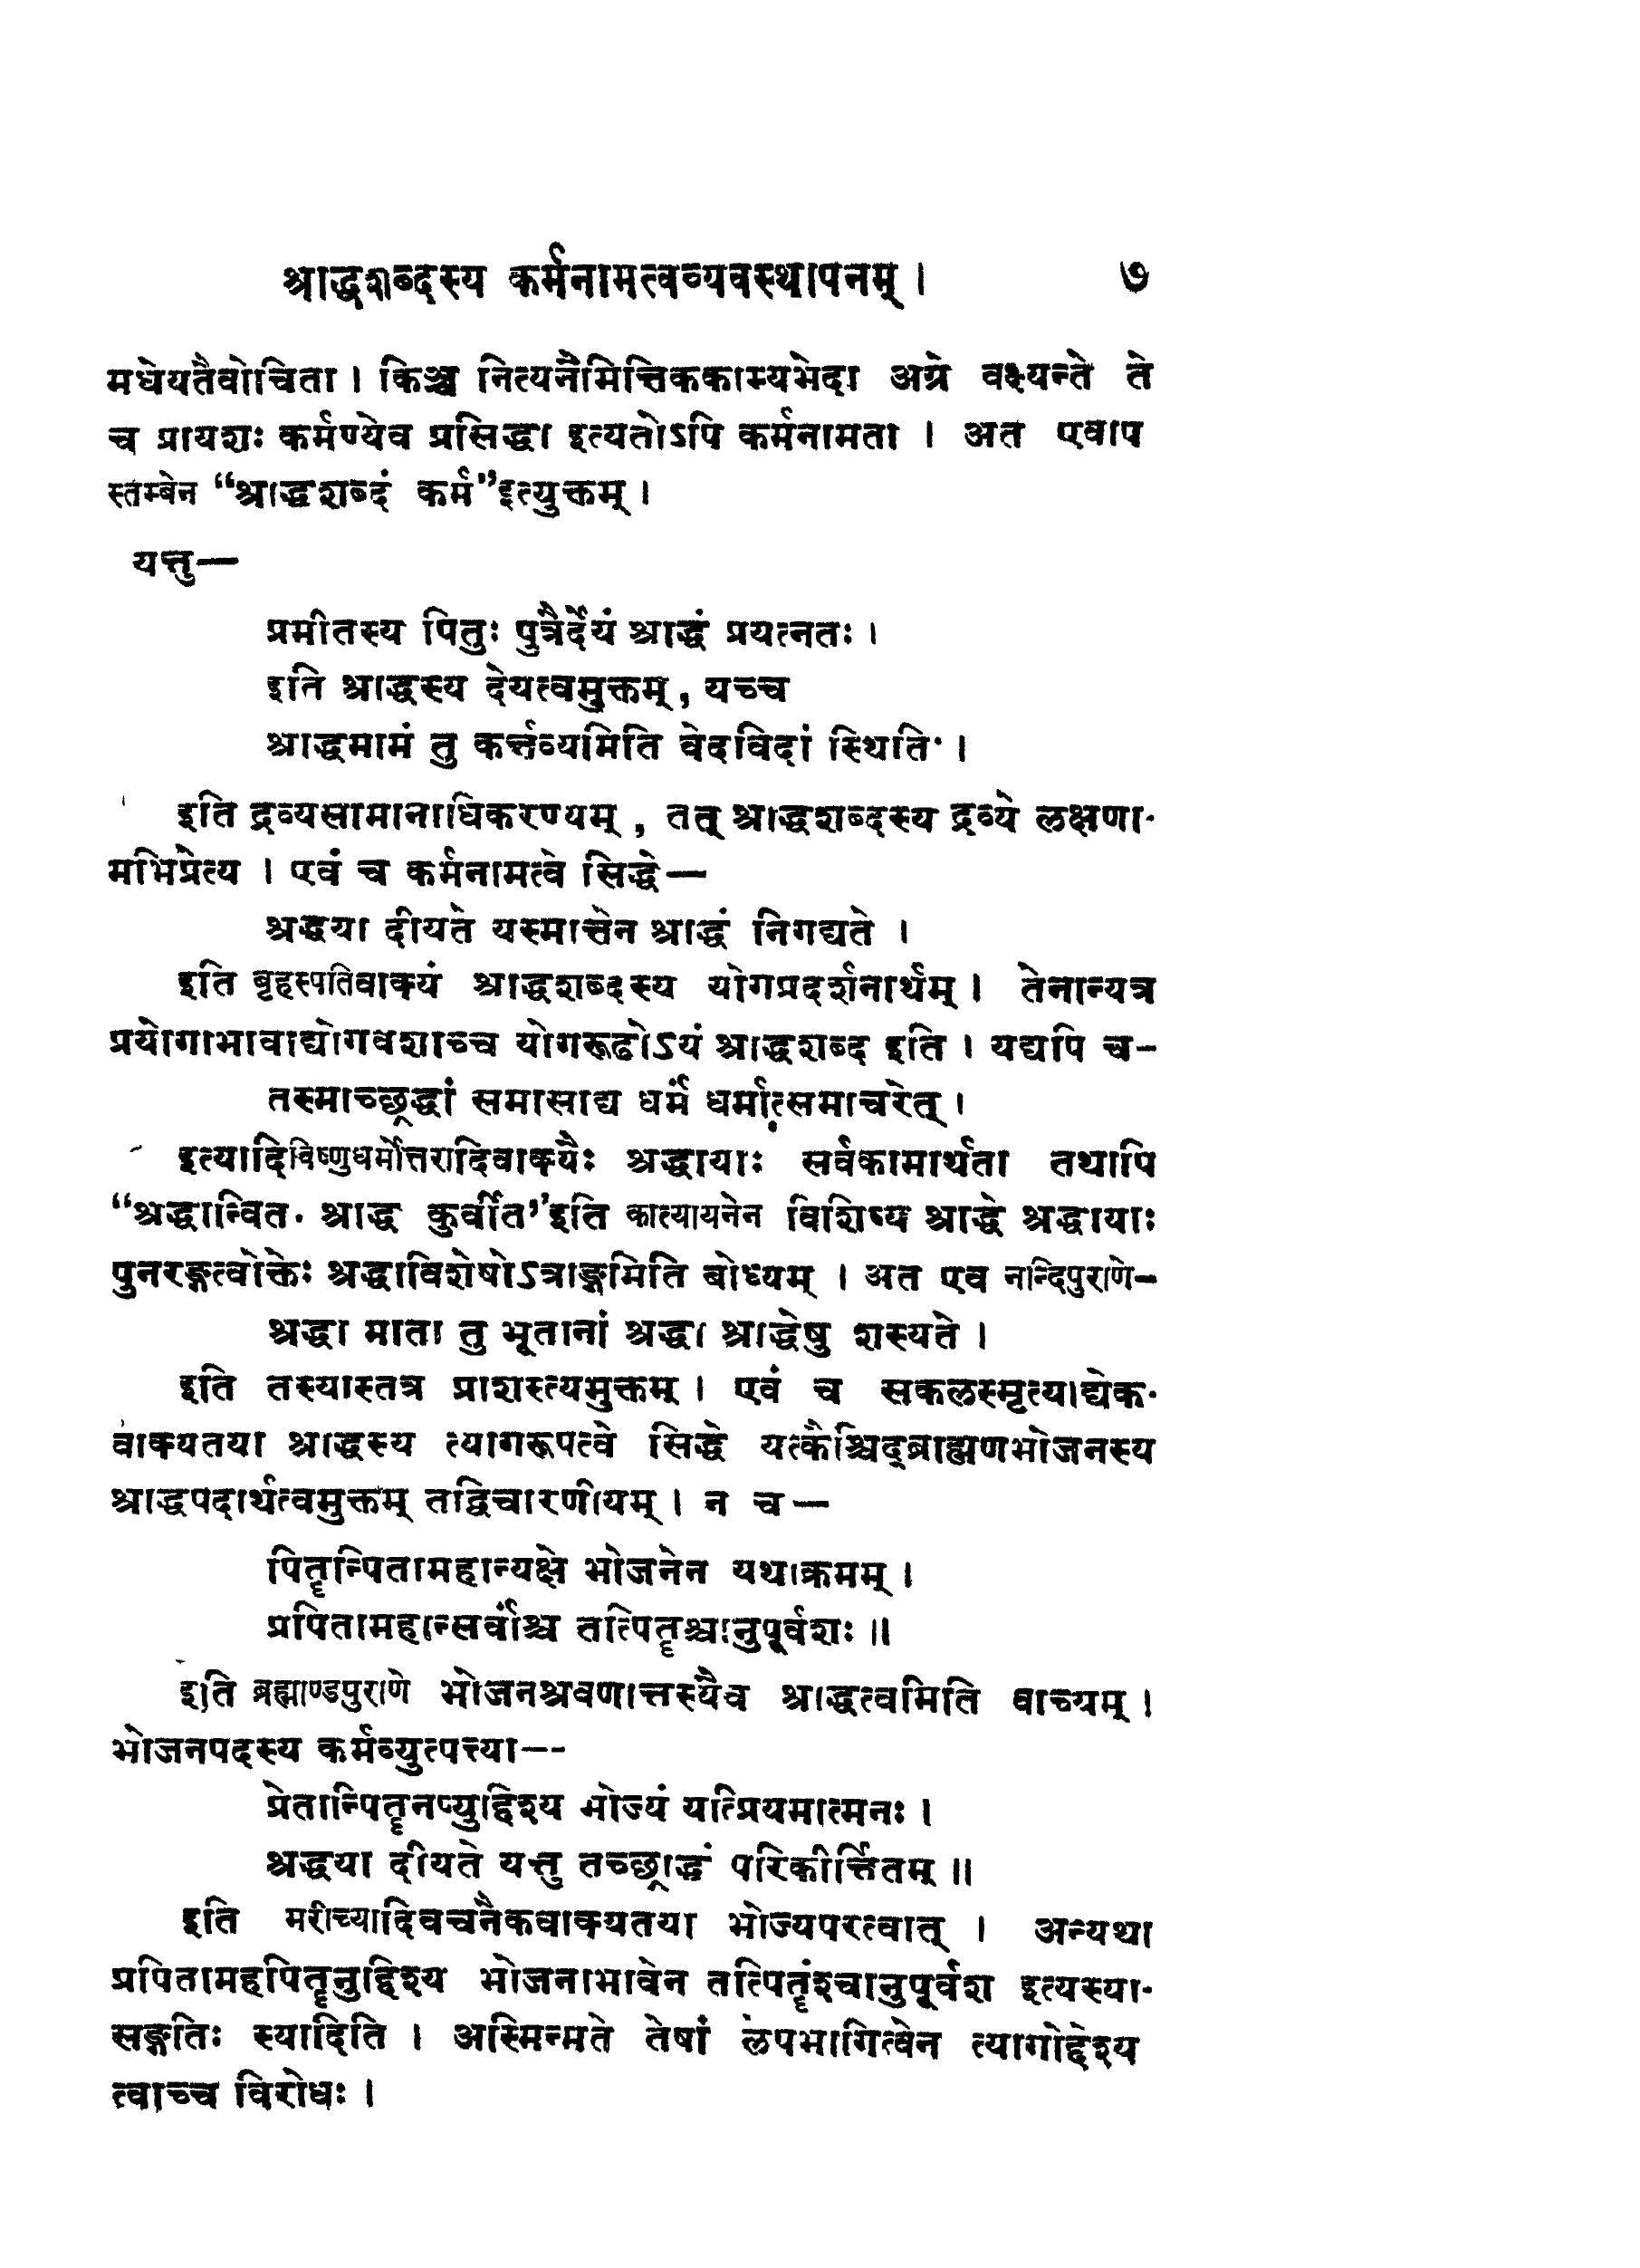 श्राद्धशब्दस्य कर्मनामत्वव्यवस्थापनम् । ७
मधेयतैवोचिता । किञ्च नित्यनैमित्तिककाम्यभेदा अग्रे वक्ष्यन्ते ते
च प्रायशः कर्मण्येव प्रसिद्धा इत्यतोऽपि कर्मनामता । अत एवाप
स्तम्बेन “श्राद्धशब्दं कर्म”इत्युक्तम् ।
यत्तु—
प्रमीतस्य पितुः पुत्रैर्देयं श्राद्धं प्रयत्नतः ।
इति श्राद्धस्य देयत्वमुक्तम् , यच्च
श्राद्धमामं तु कर्त्तव्यमिति वेदविदां स्थितिः ।
इति द्रव्यसामानाधिकरण्यम् , तत् श्राद्धशब्दस्य द्रव्ये लक्षणा-
मभिप्रेत्य । एवं च कर्मनामत्वे सिद्धे—
श्रद्धया दीयते यस्मात्तेन श्राद्धं निगद्यते ।
इति बृहस्पतिवाक्यं श्राद्धशब्दस्य योगप्रदर्शनार्थम् । तेनान्यत्र
प्रयोगाभावाद्योगवशाच्च योगरूढोऽयं श्राद्धशब्द इति । यद्यपि च-
तस्माच्छ्रद्धां समासाद्य धर्मं धर्मात्समाचरेत् ।
इत्यादिविष्णुधर्मोत्तरादिवाक्यैः श्रद्धायाः सर्वकामार्थता तथापि
“श्रद्धान्वित. श्राद्ध कुर्वीत”इति कात्यायनेन विशिष्य श्राद्धे श्रद्धायाः
पुनरङ्गत्वोक्तेः श्रद्धाविशेषोऽत्राङ्गमिति बोध्यम् । अत एव नन्दिपुराणे-
श्रद्धा माता तु भूतानां श्रद्धा श्राद्धेषु शस्यते ।
इति तस्यास्तत्र प्राशस्त्यमुक्तम् । एवं च सकलस्मृत्याद्येक-
वाक्यतया श्राद्धस्य त्यागरूपत्वे सिद्धे यत्कैश्चिद्ब्राह्मणभोजनस्य
श्राद्धपदार्थत्वमुक्तम् तद्विचारणीयम् । न च—
पितॄन्पितामहान्यक्षे भोजनेन यथाक्रमम् ।
प्रपितामहान्सर्वांश्च तत्पितॄश्चानुपूर्वशः ॥
इति ब्रह्माण्डपुराणे भोजनश्रवणात्तस्यैव श्राद्धत्वमिति वाच्यम् ।
भोजनपदस्य कर्मव्युत्पत्त्या--
प्रेतान्पितॄनप्युद्दिश्य भोज्यं यत्प्रियमात्मनः ।
श्रद्धया दीयते यत्तु तच्छ्राद्धं परिकीर्त्तितम् ॥
इति मरीच्यादिवचनैकवाक्यतया भोज्यपरत्वात् । अन्यथा
प्रपितामहपितॄनुद्दिश्य भोजनाभावेन तत्पितॄंश्चानुपूर्वश इत्यस्या-
सङ्गतिः स्यादिति । अस्मिन्मते तेषां लेपभागित्वेन त्यागोद्देश्य
त्वाच्च विरोधः ।